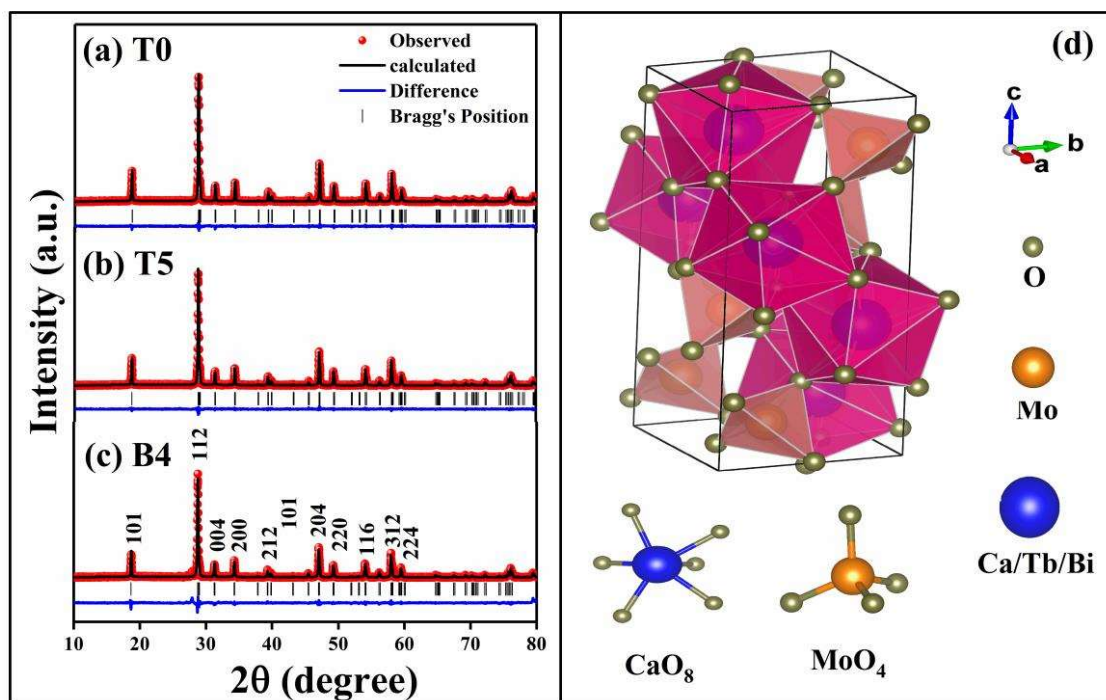 (a) T0
Observed
calculated
Difference
Bragg's Position
(b) T5
(c) B4
101
112
004
200
212
101
204
220
116
312
224
10 20 30 40 50 60 70 80
2θ (degree)
Intensity (a.u.)
(d)
c
b
a
O
Mo
Ca/Tb/Bi
CaO₈
MoO₄